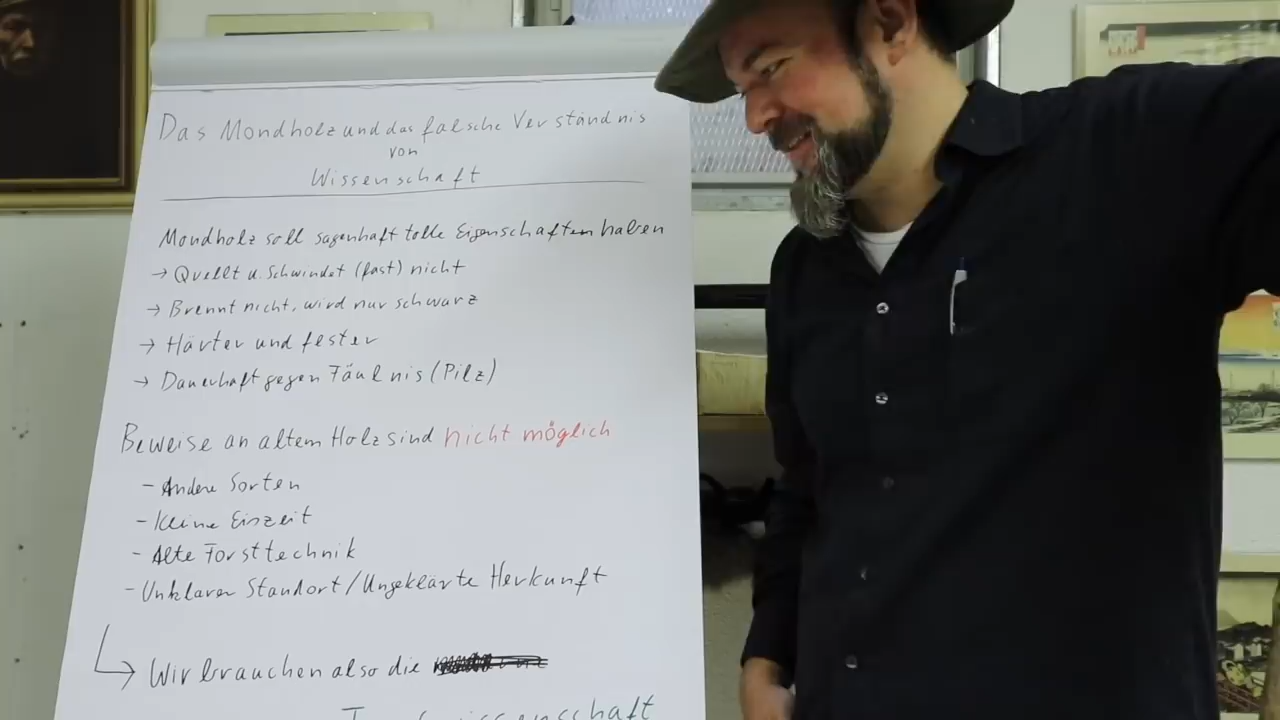 Das Mondholz und das falsche Verständnis
von
Wissenschaft
Mondholz soll sagenhaft tolle Eigenschaften haben
→ Quellt u. Schwindet (fast) nicht
→ Brennt nicht, wird nur schwarz
→ Härter und fester
→ Dauerhaft gegen Fäulnis (Pilz)
Beweise an altem Holz sind nicht möglich
- Andere Sorten
- Keine Eiszeit
- Alte Forsttechnik
- Unklarer Standort/Ungeklärte Herkunft
Wir brauchen also die